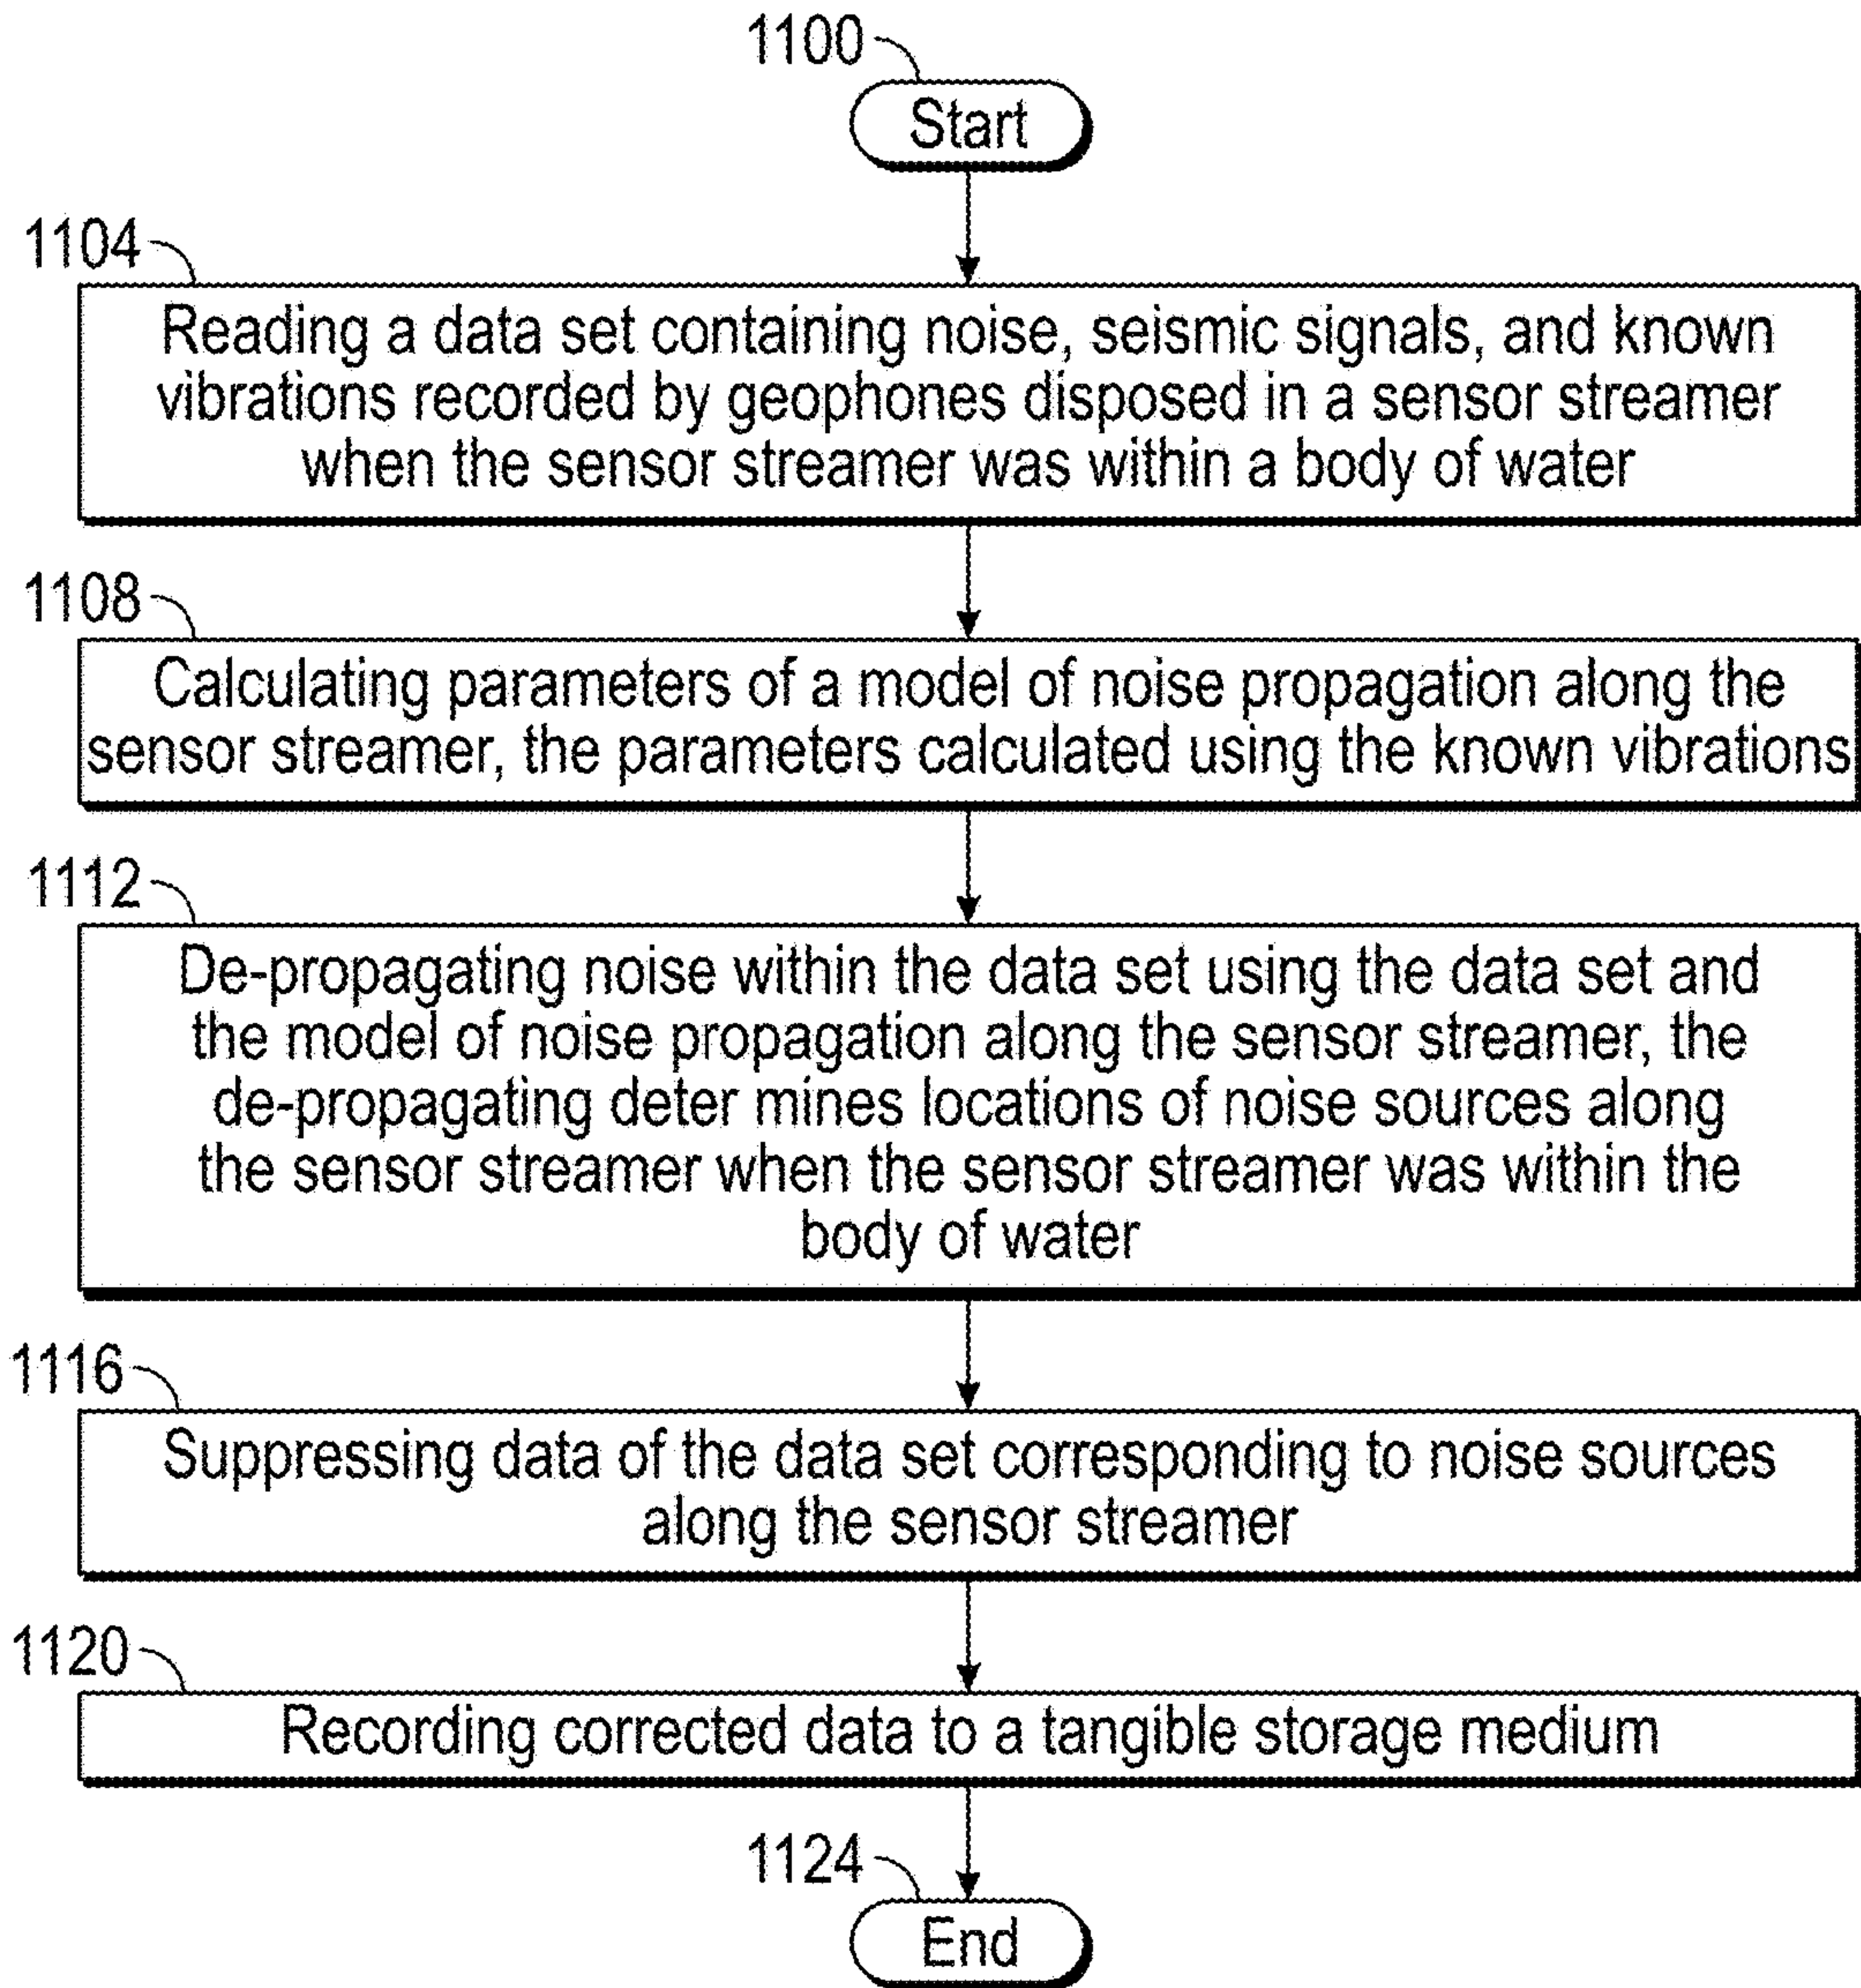 1100
Start
1104
Reading a data set containing noise, seismic signals, and known
vibrations recorded by geophones disposed in a sensor streamer
when the sensor streamer was within a body of water
1108
Calculating parameters of a model of noise propagation along the
sensor streamer, the parameters calculated using the known vibrations
1112
De-propagating noise within the data set using the data set and
the model of noise propagation along the sensor streamer, the
de-propagating deter mines locations of noise sources along
the sensor streamer when the sensor streamer was within the
body of water
1116
Suppressing data of the data set corresponding to noise sources
along the sensor streamer
1120
Recording corrected data to a tangible storage medium
1124
End